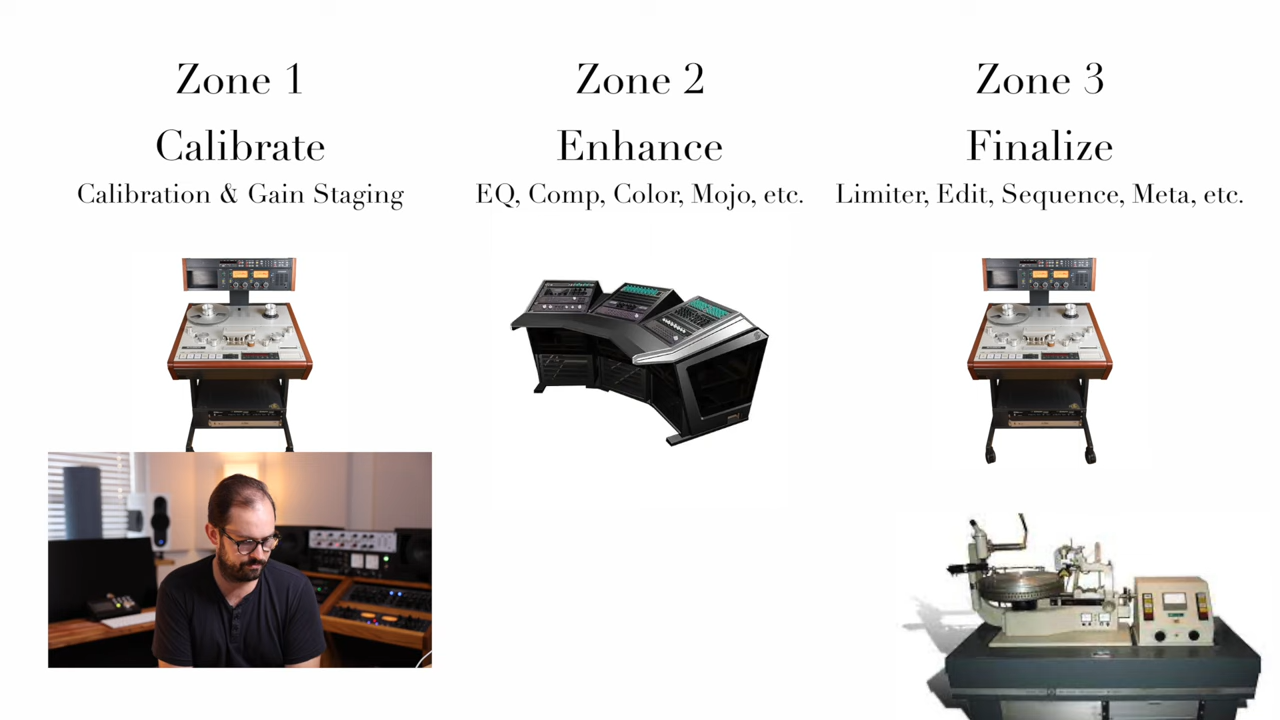 Zone 1
Calibrate
Calibration & Gain Staging
Zone 2
Enhance
EQ, Comp, Color, Mojo, etc.
Zone 3
Finalize
Limiter, Edit, Sequence, Meta, etc.